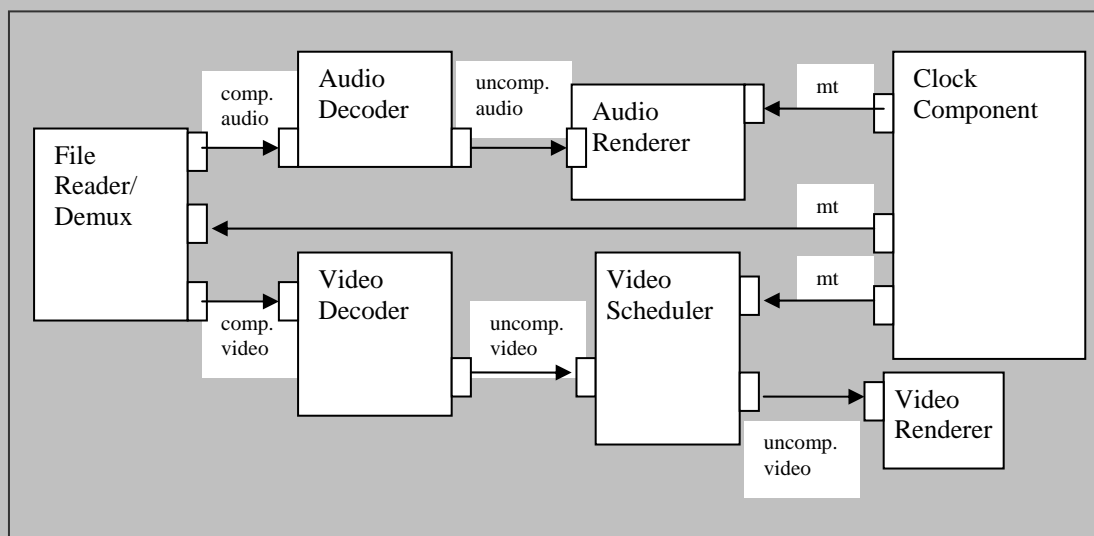 comp.
audio
Audio
Decoder
uncomp.
audio
Audio
Renderer
mt
Clock
Component
File
Reader/
Demux
mt
comp.
video
Video
Decoder
uncomp.
video
Video
Scheduler
mt
uncomp.
video
Video
Renderer